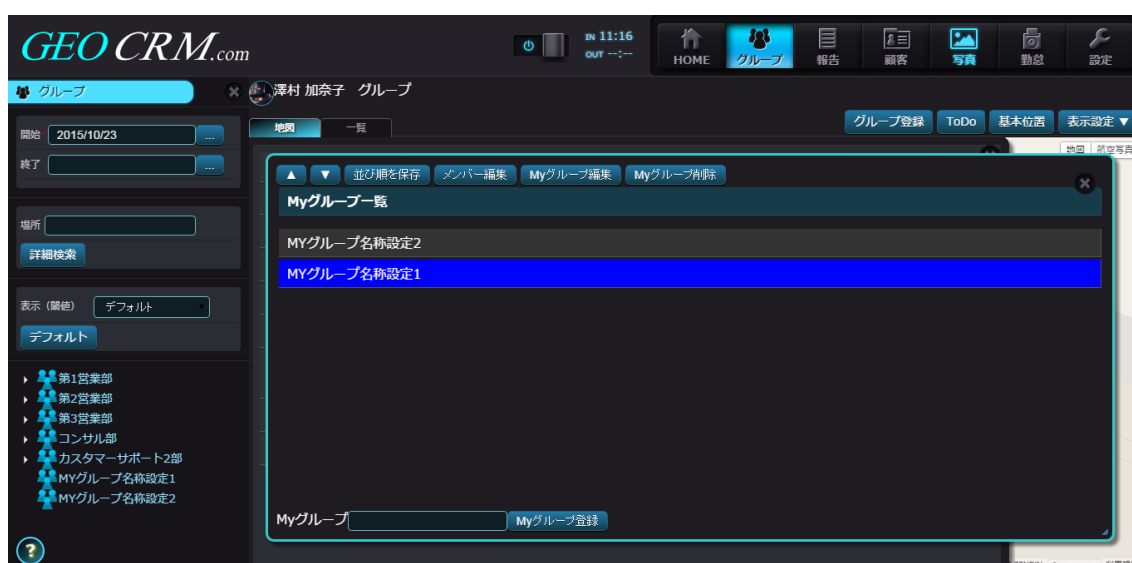 GEO CRM.com
IN 11:16
OUT --:--
HOME
グループ
報告
顧客
写真
勤怠
設定
グループ
澤村 加奈子 グループ
地図
一覧
グループ登録
ToDo
基本位置
表示設定 ▼
開始
2015/10/23
...
終了
...
場所
詳細検索
表示（閾値）
デフォルト
デフォルト
第1営業部
第2営業部
第3営業部
コンサル部
カスタマーサポート2部
MYグループ名称設定1
MYグループ名称設定2
?
地図
航空写真
▲
▼
並び順を保存
メンバー編集
Myグループ編集
Myグループ削除
Myグループ一覧
MYグループ名称設定2
MYグループ名称設定1
Myグループ
Myグループ登録